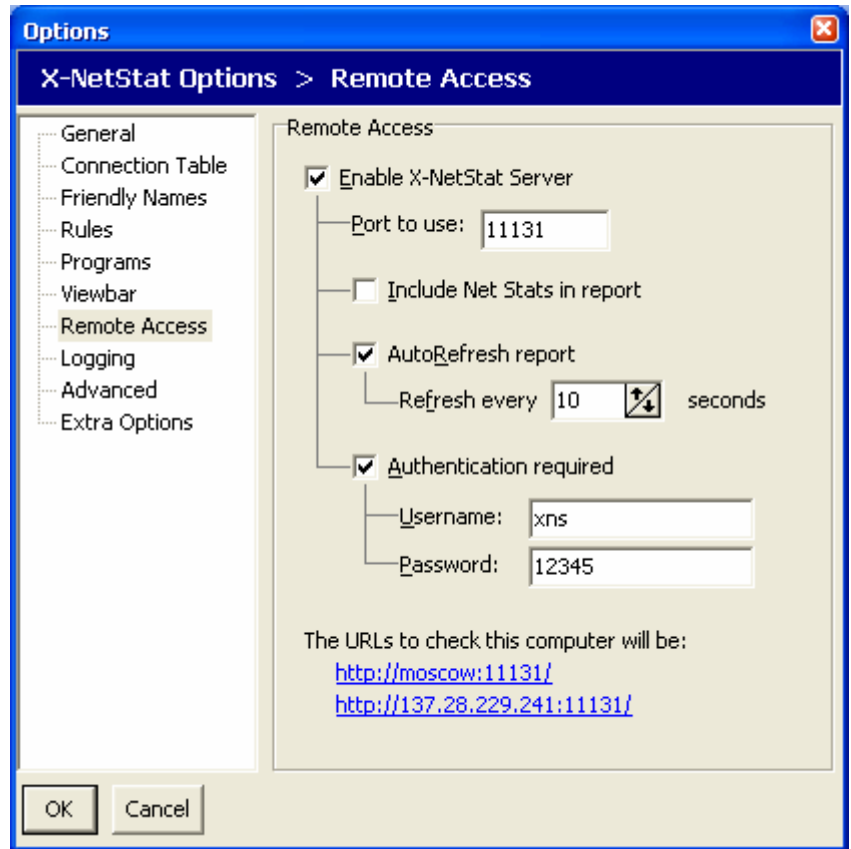 Options
X-NetStat Options > Remote Access
General
Connection Table
Friendly Names
Rules
Programs
Viewbar
Remote Access
Logging
Advanced
Extra Options
Remote Access
Enable X-NetStat Server
Port to use: 11131
Include Net Stats in report
AutoRefresh report
Refresh every 10 seconds
Authentication required
Username: xns
Password: 12345
The URLs to check this computer will be:
http://moscow:11131/
http://137.28.229.241:11131/
OK Cancel